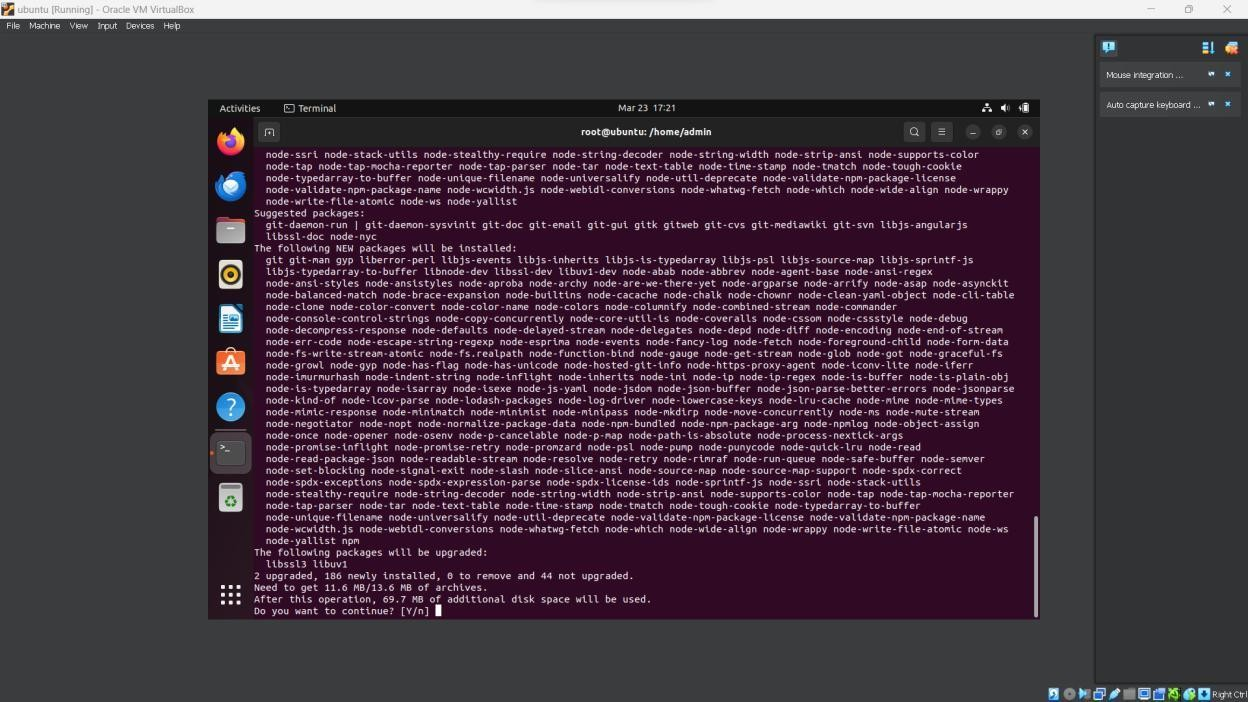 ubuntu [Running] - Oracle VM VirtualBox
File Machine View Input Devices Help
Mouse integration ...
Auto capture keyboard ...
Activities Terminal Mar 23 17:21
root@ubuntu: /home/admin
node-ssri node-stack-utils node-stealthy-require node-string-decoder node-string-width node-strip-ansi node-supports-color
node-tap node-tap-mocha-reporter node-tap-parser node-tar node-text-table node-time-stamp node-tmatch node-tough-cookie
node-typedarray-to-buffer node-unique-filename node-universalify node-util-deprecate node-validate-npm-package-license
node-validate-npm-package-name node-wcwidth.js node-webidl-conversions node-whatwg-fetch node-which node-wide-align node-wrappy
node-write-file-atomic node-ws node-yallist
Suggested packages:
git-daemon-run | git-daemon-sysvinit git-doc git-email git-gui gitk gitweb git-cvs git-mediawiki git-svn libjs-angularjs
libssl-doc node-nyc
The following NEW packages will be installed:
git git-man gyp liberror-perl libjs-events libjs-inherits libjs-is-typedarray libjs-psl libjs-source-map libjs-sprintf-js
libjs-typedarray-to-buffer libnode-dev libssl-dev libuv1-dev node-abab node-abbrev node-agent-base node-ansi-regex
node-ansi-styles node-ansistyles node-aproba node-archy node-are-we-there-yet node-argparse node-arrify node-asap node-asynckit
node-balanced-match node-brace-expansion node-builtins node-cacache node-chalk node-chownr node-clean-yaml-object node-cli-table
node-clone node-color-convert node-color-name node-colors node-columnify node-combined-stream node-commander
node-console-control-strings node-copy-concurrently node-core-util-is node-coveralls node-cssom node-cssstyle node-debug
node-decompress-response node-defaults node-delayed-stream node-delegates node-depd node-diff node-encoding node-end-of-stream
node-err-code node-escape-string-regexp node-esprima node-events node-fancy-log node-fetch node-foreground-child node-form-data
node-fs-write-stream-atomic node-fs.realpath node-function-bind node-gauge node-get-stream node-glob node-got node-graceful-fs
node-growl node-gyp node-has-flag node-has-unicode node-hosted-git-info node-https-proxy-agent node-iconv-lite node-iferr
node-imurmurhash node-indent-string node-inflight node-inherits node-ini node-ip node-ip-regex node-is-buffer node-is-plain-obj
node-is-typedarray node-isarray node-isexe node-js-yaml node-jsdom node-json-buffer node-json-parse-better-errors node-jsonparse
node-kind-of node-lcov-parse node-lodash-packages node-log-driver node-lowercase-keys node-lru-cache node-mime node-mime-types
node-mimic-response node-minimatch node-minimist node-minipass node-mkdirp node-move-concurrently node-ms node-mute-stream
node-negotiator node-nopt node-normalize-package-data node-npm-bundled node-npm-package-arg node-npmlog node-object-assign
node-once node-opener node-osenv node-p-cancelable node-p-map node-path-is-absolute node-process-nextick-args
node-promise-inflight node-promise-retry node-promzard node-psl node-pump node-punycode node-quick-lru node-read
node-read-package-json node-readable-stream node-resolve node-retry node-rimraf node-run-queue node-safe-buffer node-semver
node-set-blocking node-signal-exit node-slash node-slice-ansi node-source-map node-source-map-support node-spdx-correct
node-spdx-exceptions node-spdx-expression-parse node-spdx-license-ids node-sprintf-js node-ssri node-stack-utils
node-stealthy-require node-string-decoder node-string-width node-strip-ansi node-supports-color node-tap node-tap-mocha-reporter
node-tap-parser node-tar node-text-table node-time-stamp node-tmatch node-tough-cookie node-typedarray-to-buffer
node-unique-filename node-universalify node-util-deprecate node-validate-npm-package-license node-validate-npm-package-name
node-wcwidth.js node-webidl-conversions node-whatwg-fetch node-which node-wide-align node-wrappy node-write-file-atomic node-ws
node-yallist npm
The following packages will be upgraded:
libssl3 libuv1
2 upgraded, 186 newly installed, 0 to remove and 44 not upgraded.
Need to get 11.6 MB/13.6 MB of archives.
After this operation, 69.7 MB of additional disk space will be used.
Do you want to continue? [Y/n]
Right Ctrl